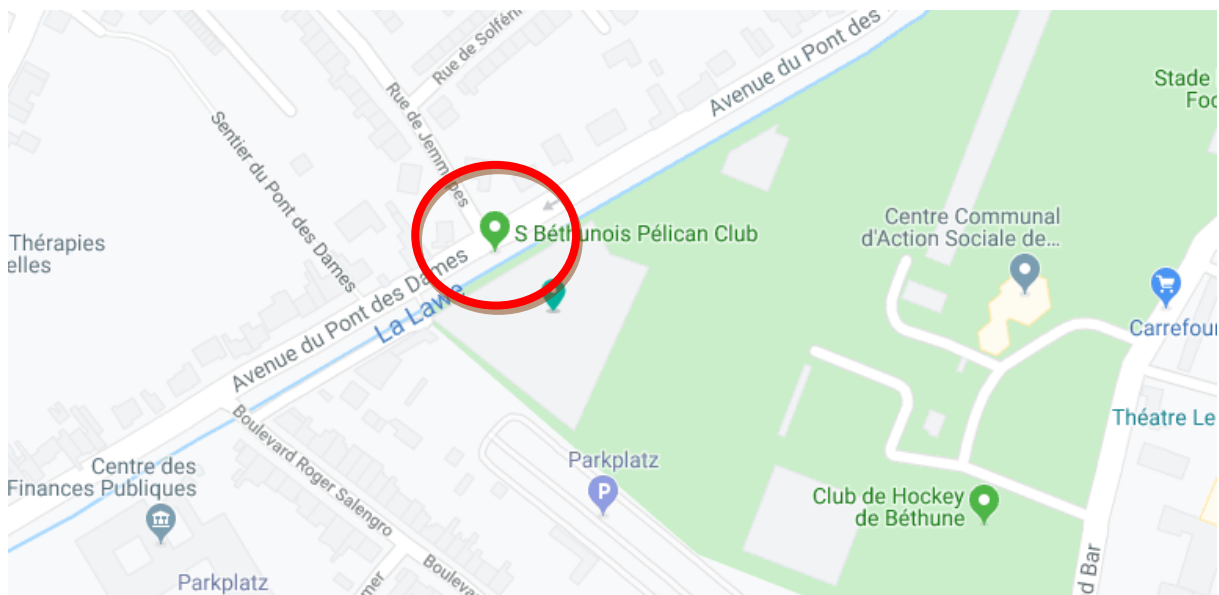 Rue de Solféri
Avenue du Pont des
Stade
Foo
Rue de Jemmapes
Sentier du Pont des Dames
Centre Communal
d'Action Sociale de...
S Béthunois Pélican Club
Thérapies
elles
Avenue du Pont des Dames
La Lawe
Carrefour
Théatre Le
Boulevard Roger Salengro
Parkplatz
P
Centre des
Finances Publiques
Club de Hockey
de Béthune
Bouleva
mer
d Bar
Parkplatz